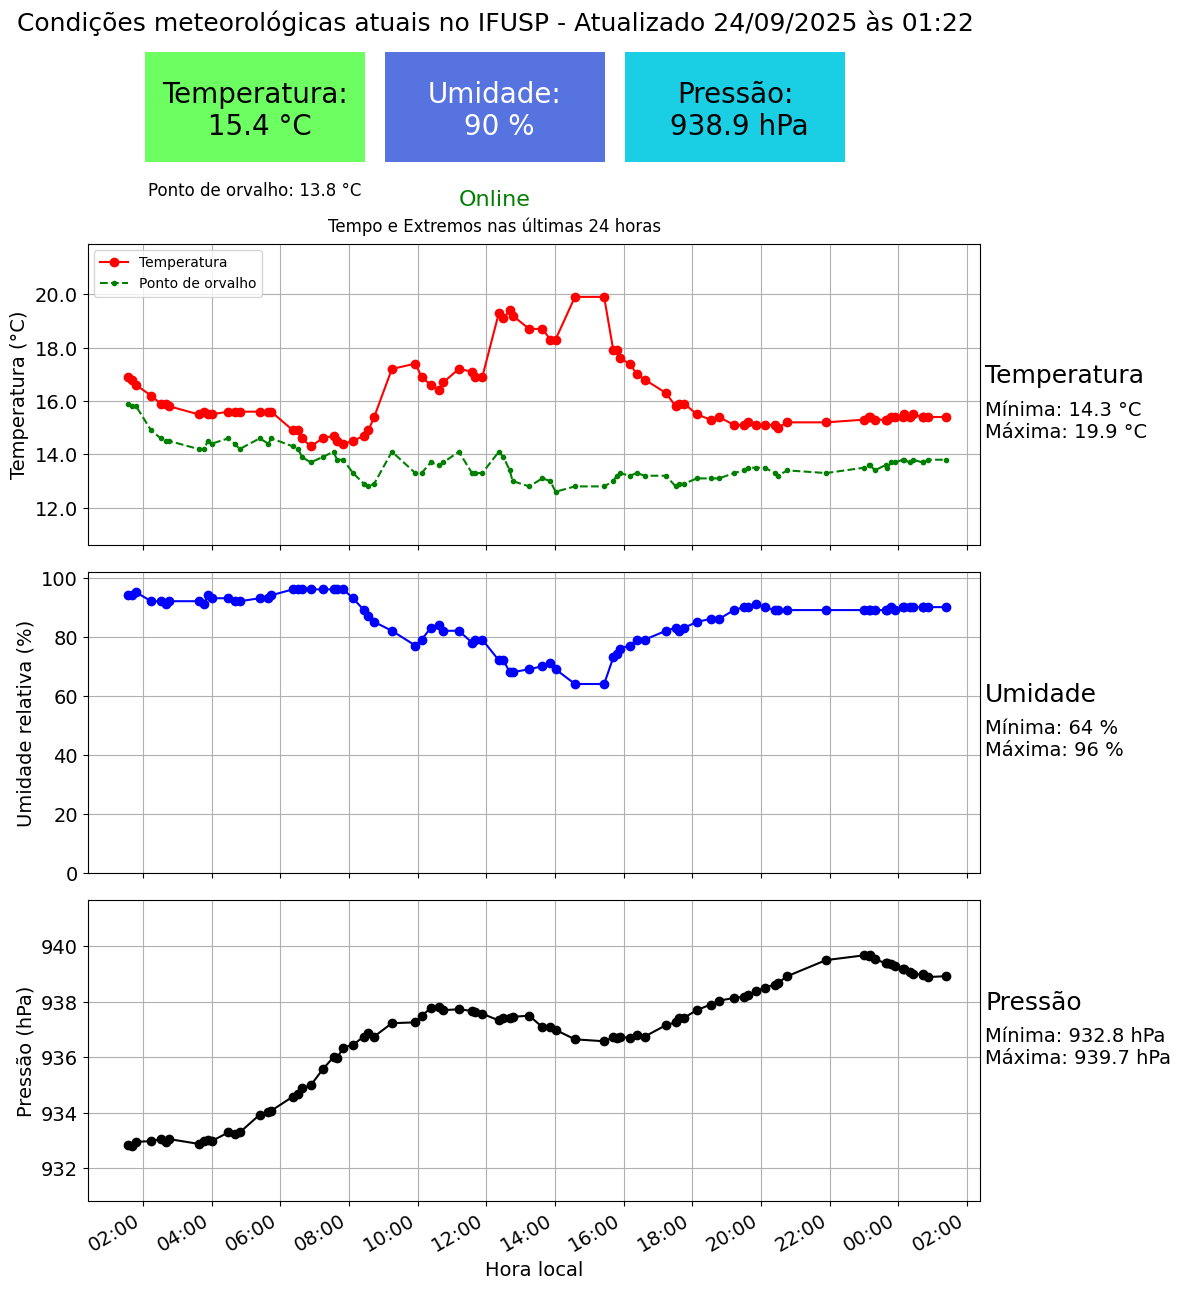 Condições meteorológicas atuais no IFUSP - Atualizado 24/09/2025 às 01:22
Temperatura:
15.4 °C
Umidade:
90 %
Pressão:
938.9 hPa
Ponto de orvalho: 13.8 °C
Online
Tempo e Extremos nas últimas 24 horas
Temperatura
Ponto de orvalho
Temperatura (°C)
20.0
18.0
16.0
14.0
12.0
Temperatura
Mínima: 14.3 °C
Máxima: 19.9 °C
Umidade relativa (%)
100
80
60
40
20
0
Umidade
Mínima: 64 %
Máxima: 96 %
Pressão (hPa)
940
938
936
934
932
Pressão
Mínima: 932.8 hPa
Máxima: 939.7 hPa
02:00 04:00 06:00 08:00 10:00 12:00 14:00 16:00 18:00 20:00 22:00 00:00 02:00
Hora local